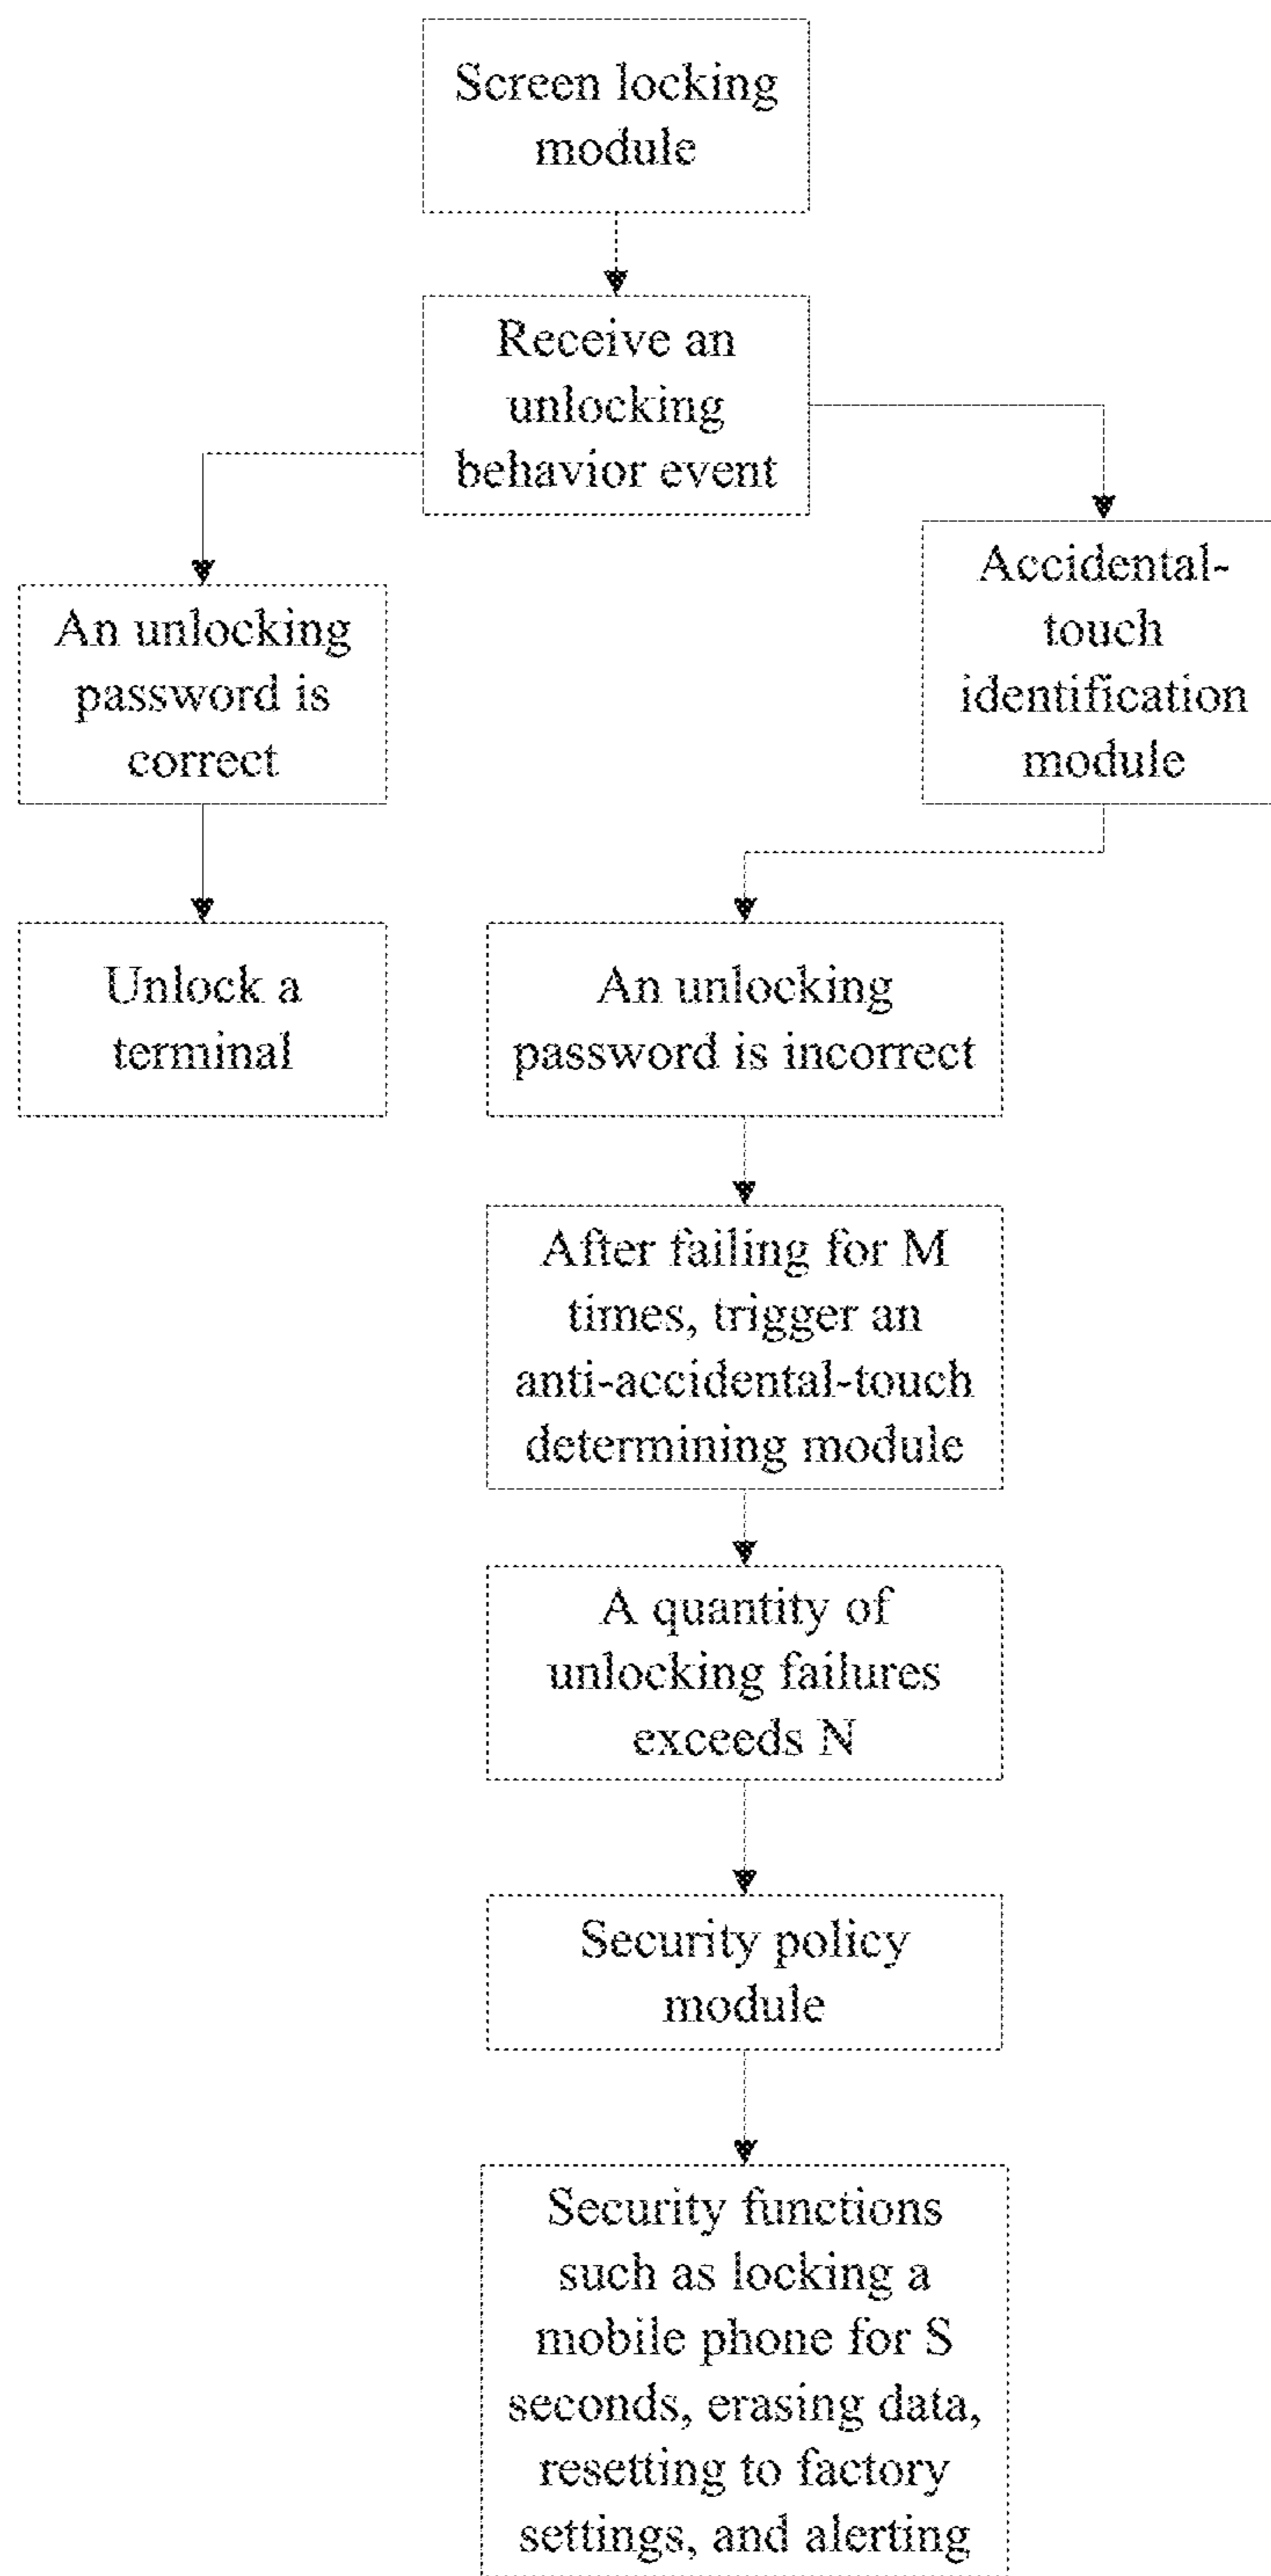 Screen locking
module
Receive an
unlocking
behavior event
An unlocking
password is
correct
Accidental-
touch
identification
module
Unlock a
terminal
An unlocking
password is incorrect
After failing for M
times, trigger an
anti-accidental-touch
determining module
A quantity of
unlocking failures
exceeds N
Security policy
module
Security functions
such as locking a
mobile phone for S
seconds, erasing data,
resetting to factory
settings, and alerting